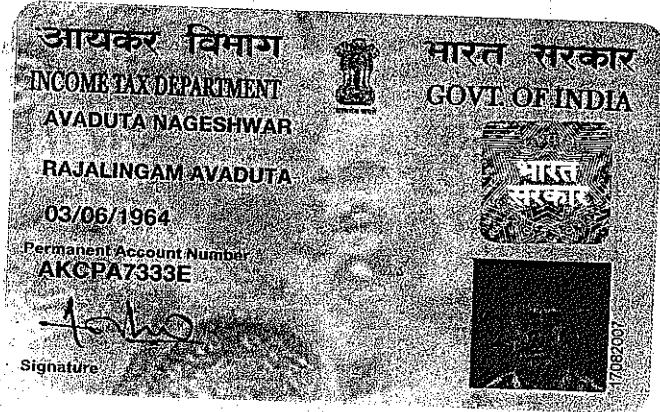 आयकर विभाग
INCOME TAX DEPARTMENT
भारत सरकार
GOVT. OF INDIA
AVADUTA NAGESHWAR
RAJALINGAM AVADUTA
03/06/1964
Permanent Account Number
AKCPA7333E
Signature
भारत
सरकार
17082007